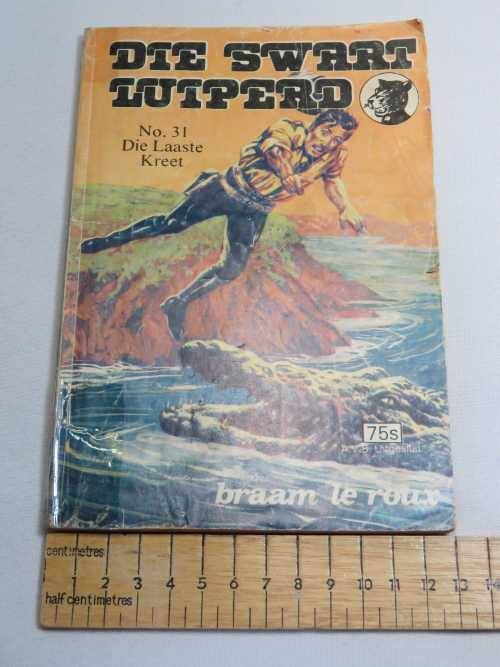 DIE SWART
LUIPERD
No. 31
Die Laaste
Kreet
75s
braam le roux
centimetres
1 2 3 4 5 6 7 8 9 10 11 12 13 14
half centimetres